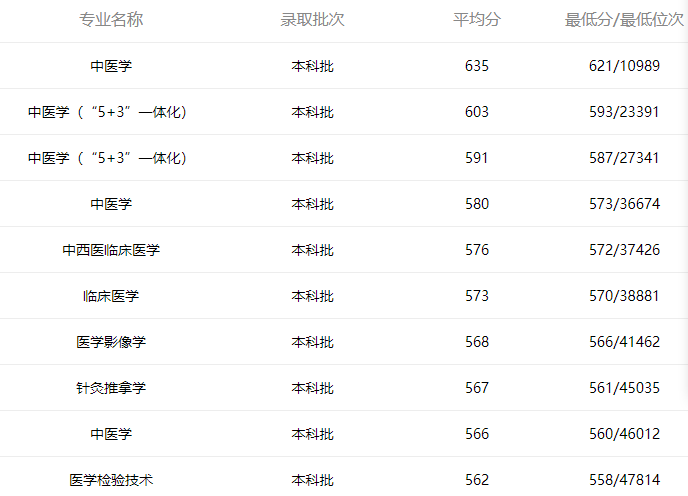 专业名称 录取批次 平均分 最低分/最低位次
中医学 本科批 635 621/10989
中医学（“5+3”一体化） 本科批 603 593/23391
中医学（“5+3”一体化） 本科批 591 587/27341
中医学 本科批 580 573/36674
中西医临床医学 本科批 576 572/37426
临床医学 本科批 573 570/38881
医学影像学 本科批 568 566/41462
针灸推拿学 本科批 567 561/45035
中医学 本科批 566 560/46012
医学检验技术 本科批 562 558/47814